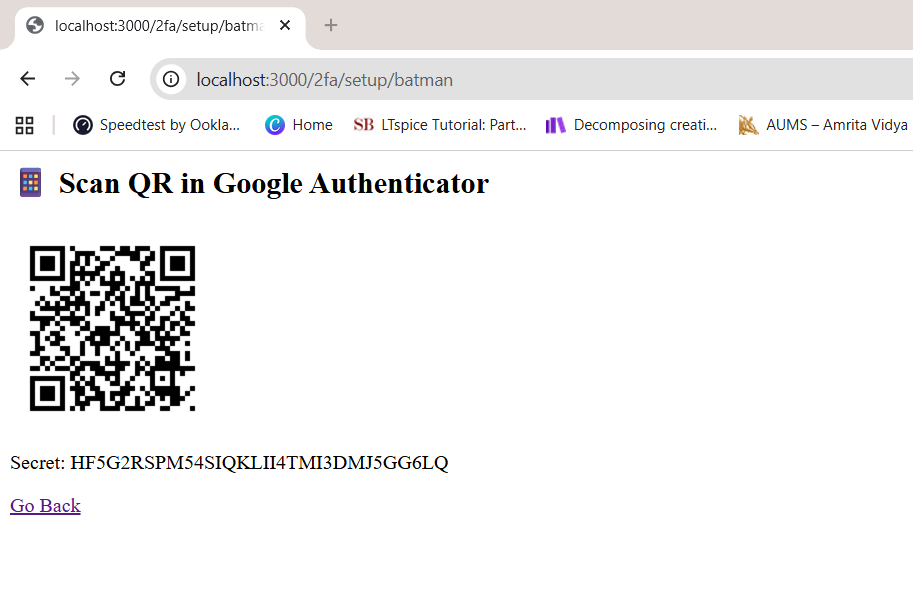 localhost:3000/2fa/setup/batma
localhost:3000/2fa/setup/batman
Speedtest by Ookla... Home SB LTspice Tutorial: Part... Decomposing creati... AUMS – Amrita Vidya
Scan QR in Google Authenticator
Secret: HF5G2RSPM54SIQKLII4TMI3DMJ5GG6LQ
Go Back